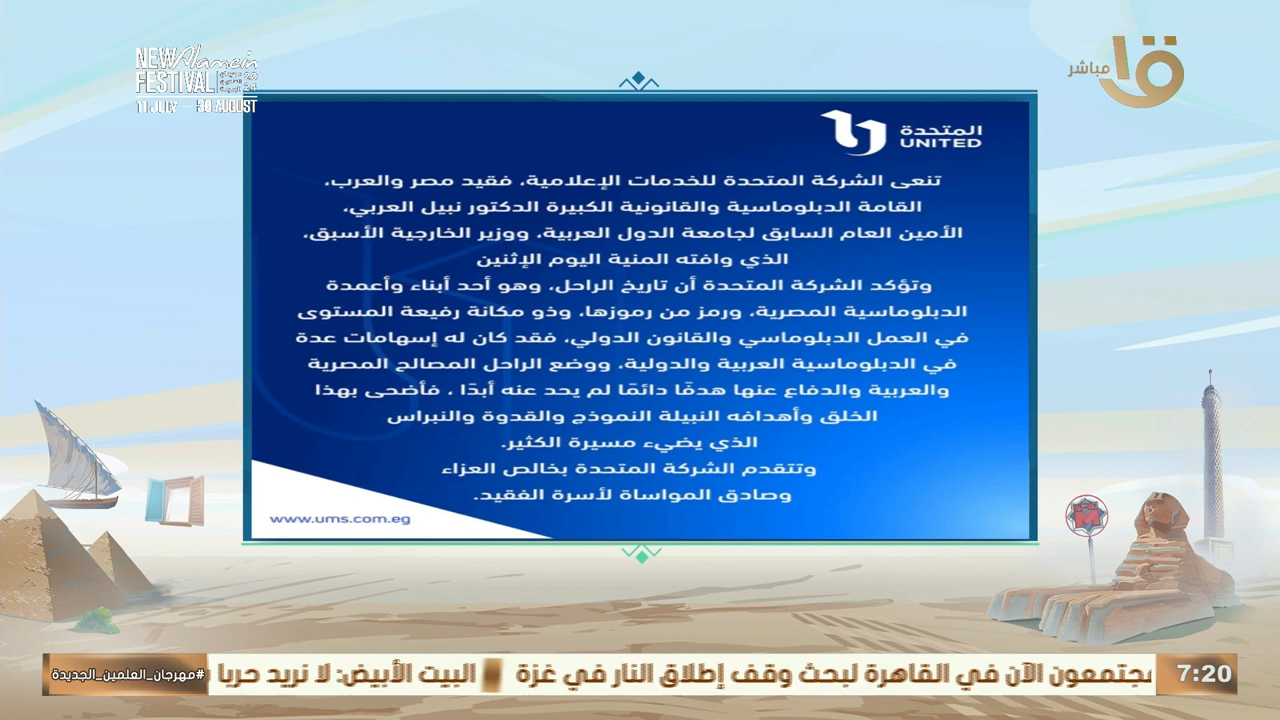 NEW Alamein
FESTIVAL
11 JULY — 30 AUGUST
مباشر
المتحدة
UNITED
تنعى الشركة المتحدة للخدمات الإعلامية، فقيد مصر والعرب،
القامة الدبلوماسية والقانونية الكبيرة الدكتور نبيل العربي،
الأمين العام السابق لجامعة الدول العربية، ووزير الخارجية الأسبق،
الذي وافته المنية اليوم الإثنين
وتؤكد الشركة المتحدة أن تاريخ الراحل، وهو أحد أبناء وأعمدة
الدبلوماسية المصرية، ورمز من رموزها، وذو مكانة رفيعة المستوى
في العمل الدبلوماسي والقانون الدولي، فقد كان له إسهامات عدة
في الدبلوماسية العربية والدولية، ووضع الراحل المصالح المصرية
والعربية والدفاع عنها هدفًا دائمًا لم يحد عنه أبدًا ، فأضحى بهذا
الخلق وأهدافه النبيلة النموذج والقدوة والنبراس
الذي يضيء مسيرة الكثير.
وتتقدم الشركة المتحدة بخالص العزاء
وصادق المواساة لأسرة الفقيد.
www.ums.com.eg
M
7:20
مجتمعون الآن في القاهرة لبحث وقف إطلاق النار في غزة
البيت الأبيض: لا نريد حربا
#مهرجان_العلمين_الجديدة